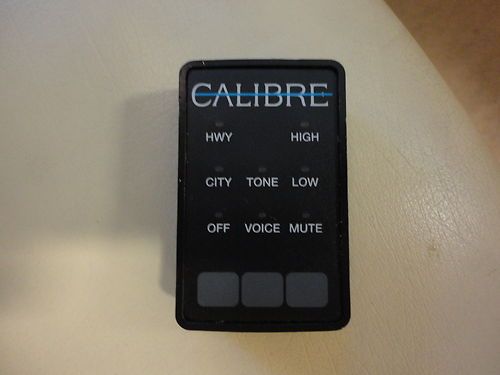 CALIBRE
HWY HIGH
CITY TONE LOW
OFF VOICE MUTE